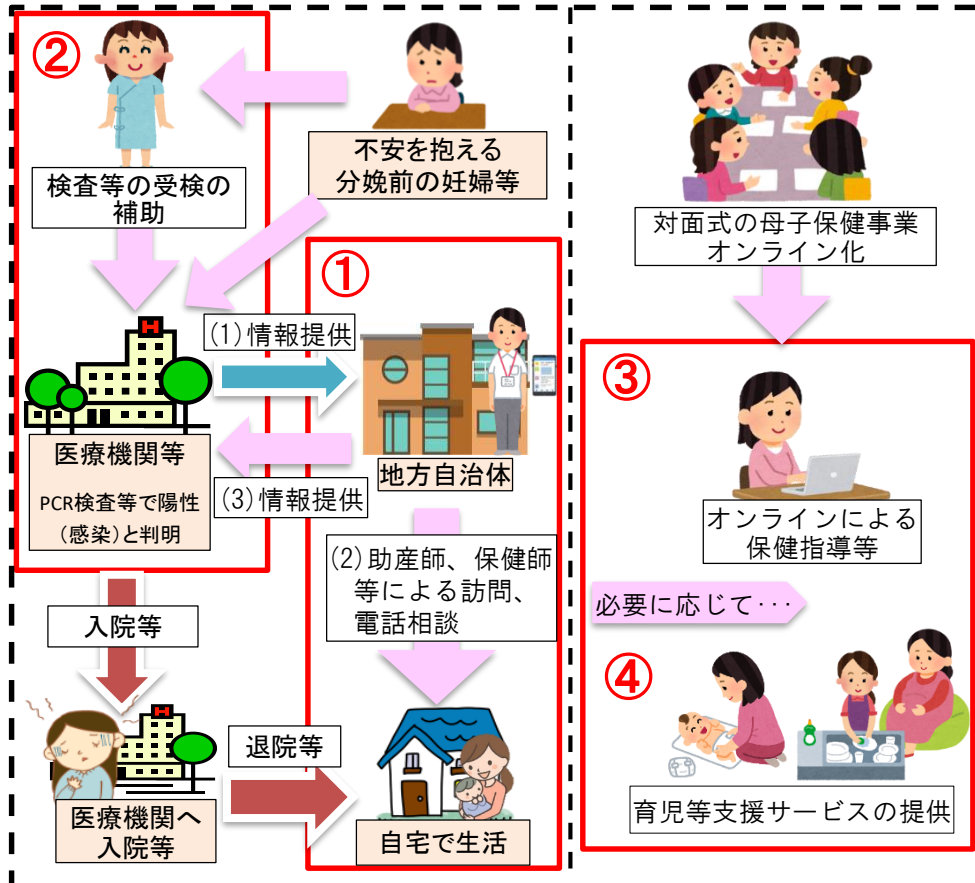 ②
検査等の受検の
補助
不安を抱える
分娩前の妊婦等
①
(1)情報提供
H
医療機関等
PCR検査等で陽性
(感染)と判明
(3)情報提供
地方自治体
(2)助産師、保健師
等による訪問、
電話相談
入院等
H
医療機関へ
入院等
退院等
自宅で生活
対面式の母子保健事業
オンライン化
③
オンラインによる
保健指導等
必要に応じて･･･
④
育児等支援サービスの提供